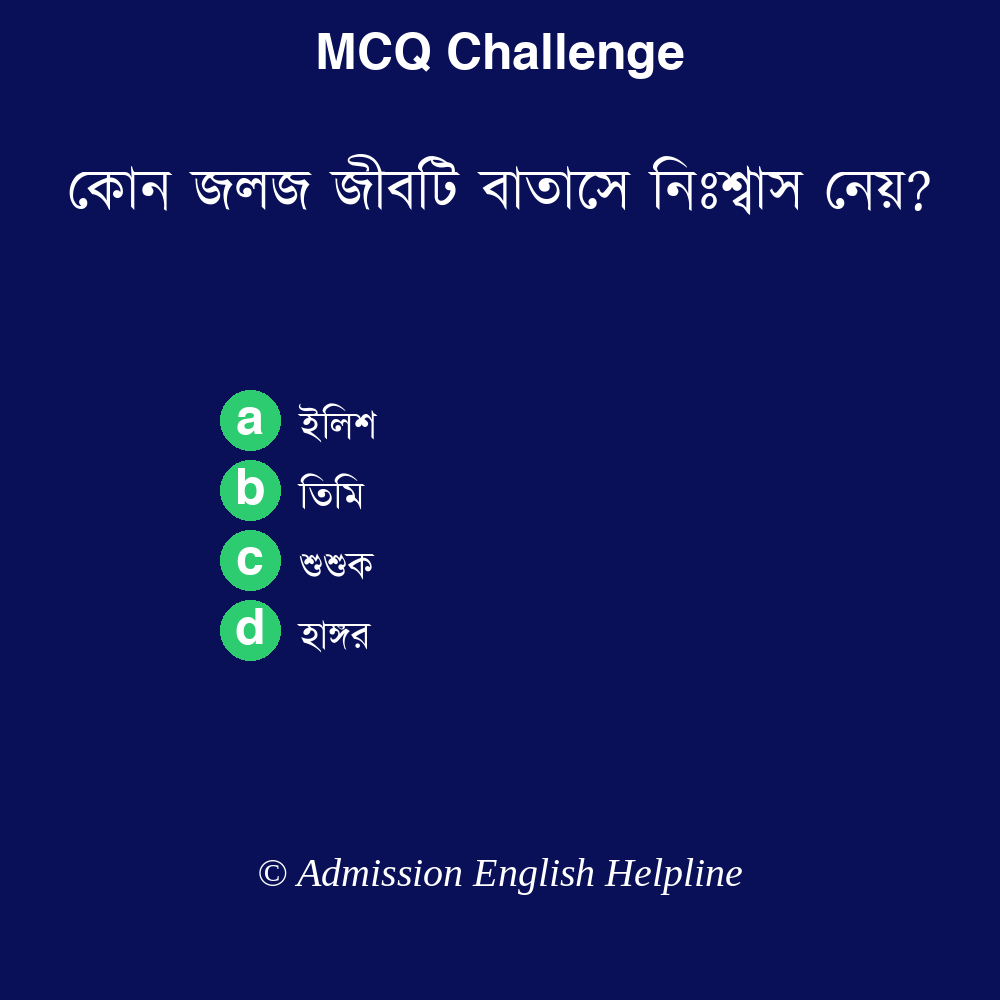 MCQ Challenge
কোন জলজ জীবটি বাতাসে নিঃশ্বাস নেয়?
a ইলিশ
b তিমি
c শুশুক
d হাঙ্গর
© Admission English Helpline